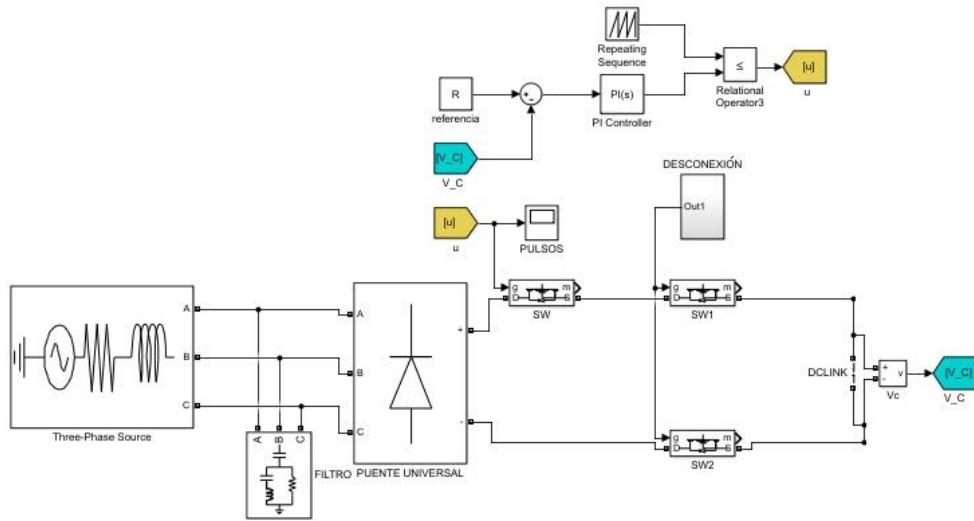 Repeating
Sequence
≤
[u]
Relational
Operator3
u
R
+
-
PI(s)
referencia
PI Controller
[V_C]
V_C
DESCONEXIÓN
Out1
[u]
u
PULSOS
g
D
m
S
SW
g
D
m
S
SW1
A
B
C
Three-Phase Source
A
B
C
+
-
PUENTE UNIVERSAL
A
B
C
FILTRO
DCLINK
+
-
v
Vc
[V_C]
V_C
g
D
m
S
SW2